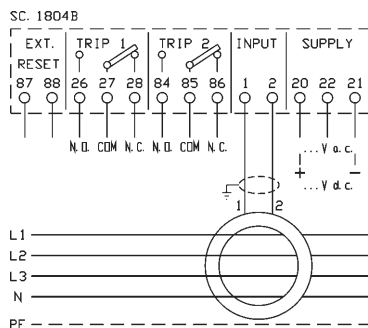 SC. 1804B
EXT. RESET TRIP 1 TRIP 2 INPUT SUPPLY
87 88 26 27 28 84 85 86 1 2 20 22 21
N.O. COM N.C. N.O. COM N.C. ...V a.c.
+ −
...V d.c.
1 2
L1
L2
L3
N
PE